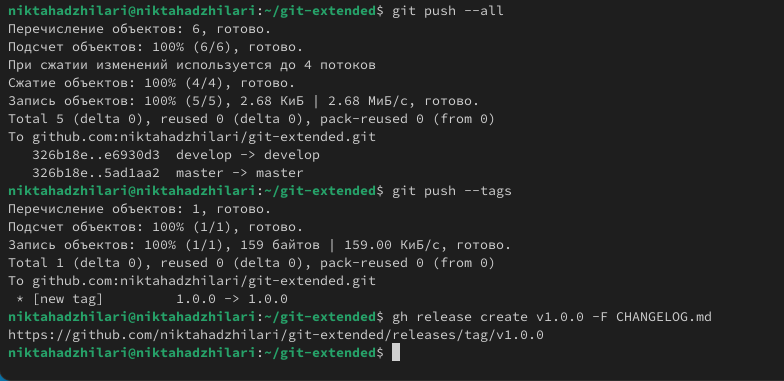 niktahadzhilari@niktahadzhilari:~/git-extended$ git push --all
Перечисление объектов: 6, готово.
Подсчет объектов: 100% (6/6), готово.
При сжатии изменений используется до 4 потоков
Сжатие объектов: 100% (4/4), готово.
Запись объектов: 100% (5/5), 2.68 КиБ | 2.68 МиБ/с, готово.
Total 5 (delta 0), reused 0 (delta 0), pack-reused 0 (from 0)
To github.com:niktahadzhilari/git-extended.git
   326b18e..e6930d3  develop -> develop
   326b18e..5ad1aa2  master -> master
niktahadzhilari@niktahadzhilari:~/git-extended$ git push --tags
Перечисление объектов: 1, готово.
Подсчет объектов: 100% (1/1), готово.
Запись объектов: 100% (1/1), 159 байтов | 159.00 КиБ/с, готово.
Total 1 (delta 0), reused 0 (delta 0), pack-reused 0 (from 0)
To github.com:niktahadzhilari/git-extended.git
 * [new tag]         1.0.0 -> 1.0.0
niktahadzhilari@niktahadzhilari:~/git-extended$ gh release create v1.0.0 -F CHANGELOG.md
https://github.com/niktahadzhilari/git-extended/releases/tag/v1.0.0
niktahadzhilari@niktahadzhilari:~/git-extended$